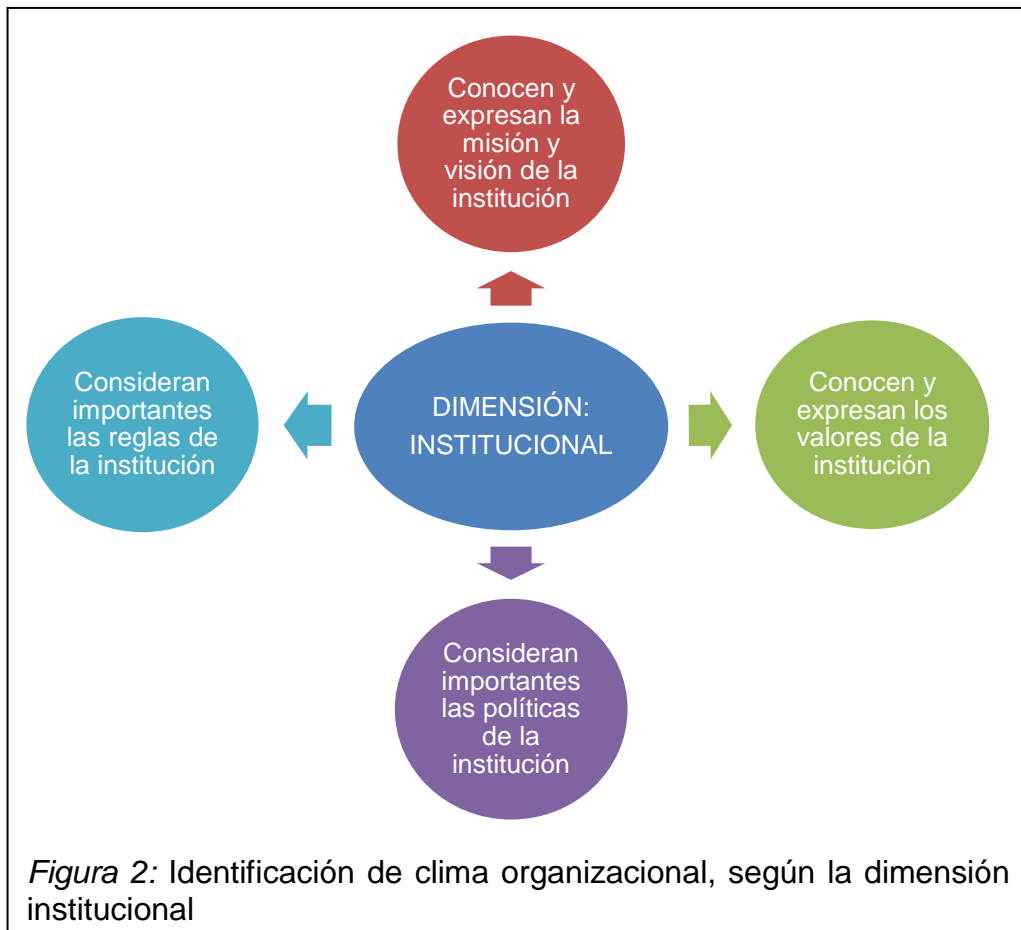 Conocen y
expresan la
misión y
visión de la
institución
Consideran
importantes
las reglas de
la institución
DIMENSIÓN:
INSTITUCIONAL
Conocen y
expresan los
valores de la
institución
Consideran
importantes
las políticas
de la
institución
Figura 2: Identificación de clima organizacional, según la dimensión
institucional